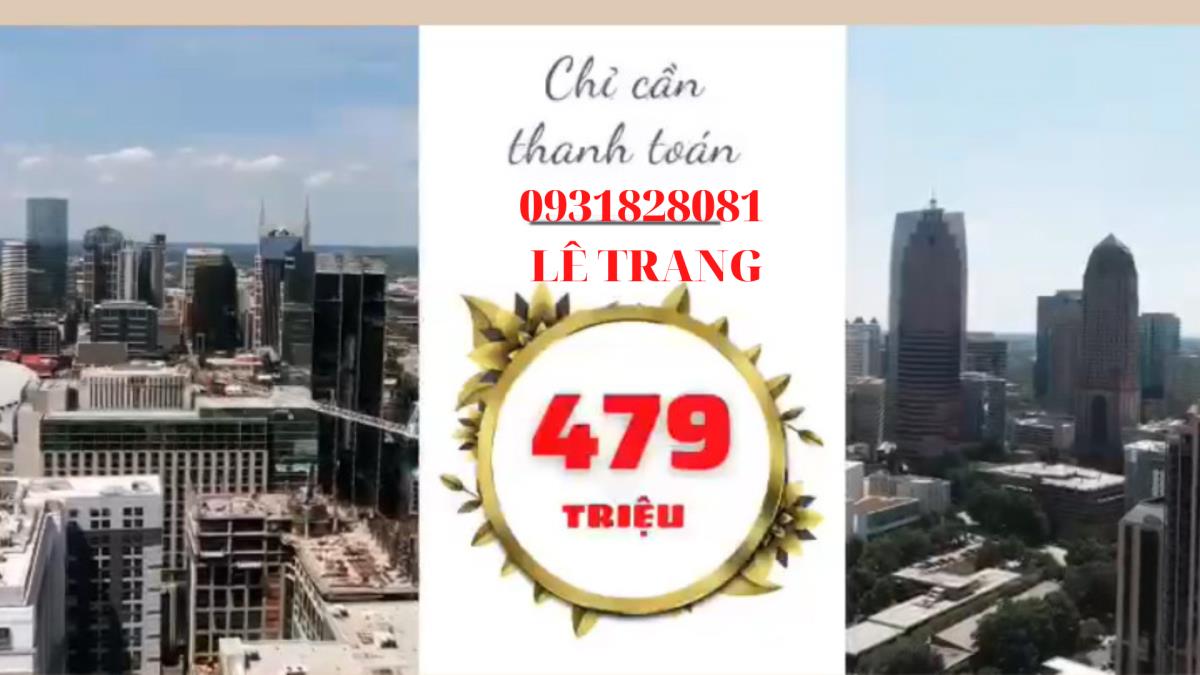 Chỉ cần
thanh toán
0931828081
LÊ TRANG
479
TRIỆU